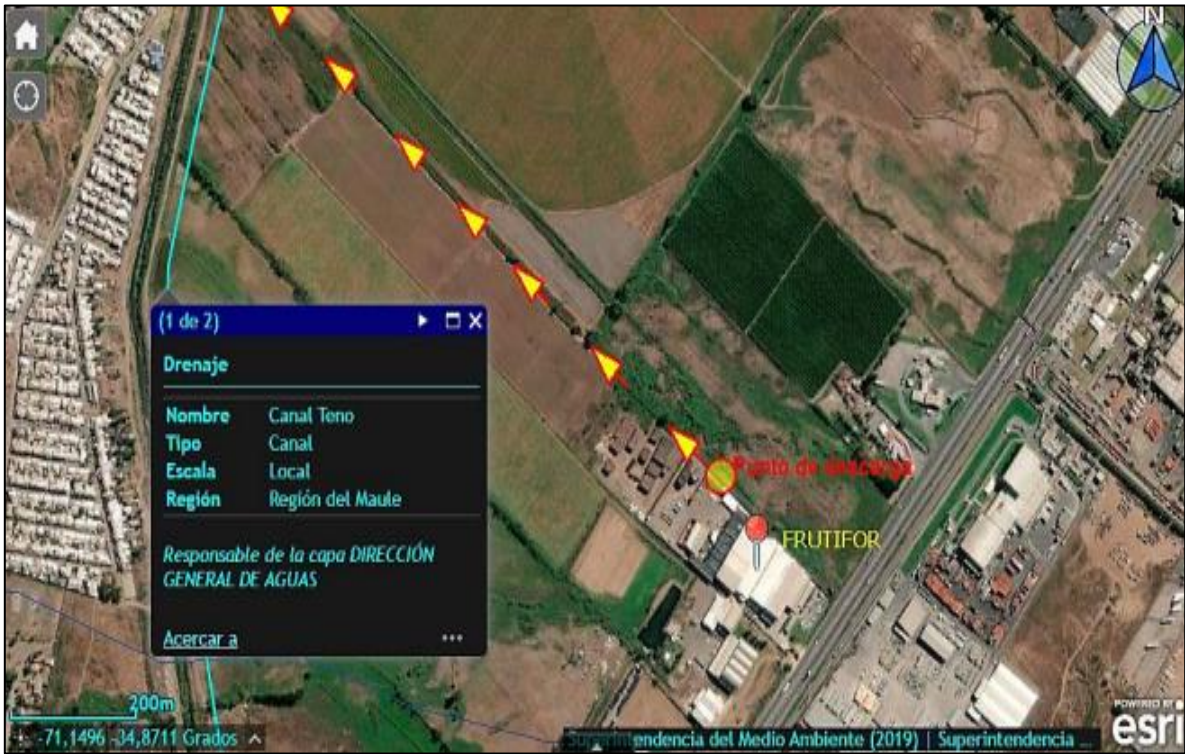 N
(1 de 2)
Drenaje
Nombre Canal Teno
Tipo Canal
Escala Local
Región Región del Maule
Responsable de la capa DIRECCIÓN
GENERAL DE AGUAS
Acercar a
Punto de descarga
FRUTIFOR
200m
-71,1496 -34,8711 Grados
Superintendencia del Medio Ambiente (2019) | Superintendencia ...
POWERED BY
esri